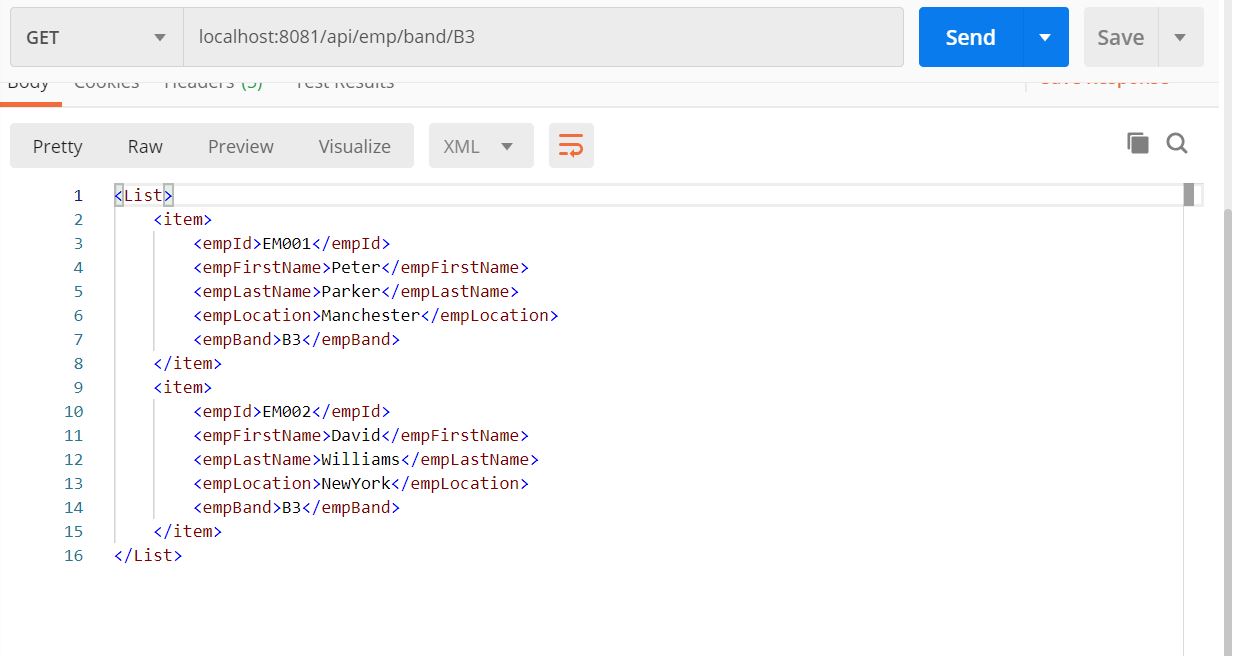 GET localhost:8081/api/emp/band/B3 Send Save
Body Cookies Headers (5) Test Results Save Response
Pretty Raw Preview Visualize XML
1 <List>
2 <item>
3 <empId>EM001</empId>
4 <empFirstName>Peter</empFirstName>
5 <empLastName>Parker</empLastName>
6 <empLocation>Manchester</empLocation>
7 <empBand>B3</empBand>
8 </item>
9 <item>
10 <empId>EM002</empId>
11 <empFirstName>David</empFirstName>
12 <empLastName>Williams</empLastName>
13 <empLocation>NewYork</empLocation>
14 <empBand>B3</empBand>
15 </item>
16 </List>